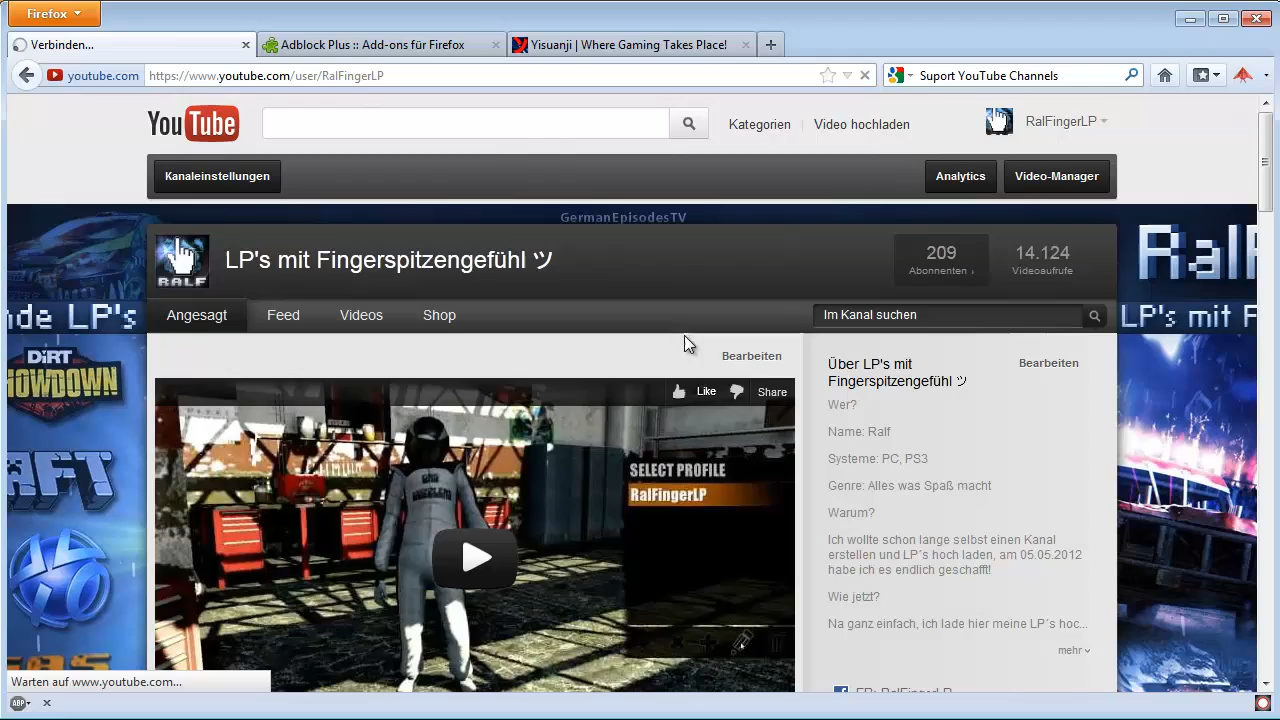 Firefox
Verbinden...
Adblock Plus :: Add-ons für Firefox
Yisuanji | Where Gaming Takes Place!
youtube.com
https://www.youtube.com/user/RalFingerLP
Suport YouTube Channels
YouTube
Kategorien
Video hochladen
RalFingerLP
Kanaleinstellungen
Analytics
Video-Manager
GermanEpisodesTV
RALF
LP's mit Fingerspitzengefühl ツ
209
Abonnenten
14.124
Videoaufrufe
RalF
nde LP's
LP's mit F
Angesagt
Feed
Videos
Shop
Im Kanal suchen
Bearbeiten
DiRT
SHOWDOWN
Like
Share
SELECT PROFILE
RalFingerLP
Über LP's mit
Fingerspitzengefühl ツ
Bearbeiten
Wer?
Name: Ralf
Systeme: PC, PS3
Genre: Alles was Spaß macht
Warum?
Ich wollte schon lange selbst einen Kanal
erstellen und LP´s hoch laden, am 05.05.2012
habe ich es endlich geschafft!
Wie jetzt?
Na ganz einfach, ich lade hier meine LP´s hoc...
mehr
FB: RalFingerLP
Warten auf www.youtube.com...
ABP